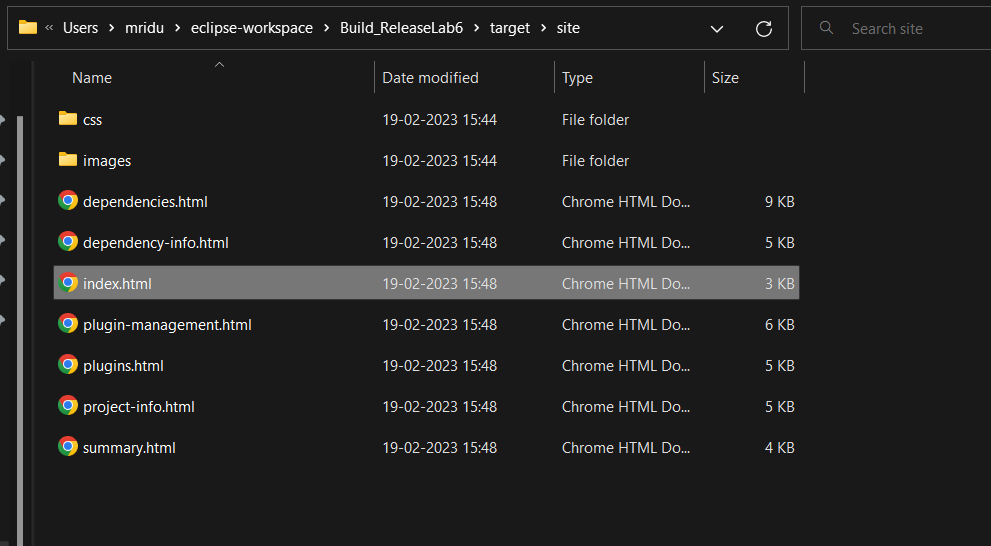 « Users › mridu › eclipse-workspace › Build_ReleaseLab6 › target › site
Search site
Name Date modified Type Size
css 19-02-2023 15:44 File folder
images 19-02-2023 15:44 File folder
dependencies.html 19-02-2023 15:48 Chrome HTML Do... 9 KB
dependency-info.html 19-02-2023 15:48 Chrome HTML Do... 5 KB
index.html 19-02-2023 15:48 Chrome HTML Do... 3 KB
plugin-management.html 19-02-2023 15:48 Chrome HTML Do... 6 KB
plugins.html 19-02-2023 15:48 Chrome HTML Do... 5 KB
project-info.html 19-02-2023 15:48 Chrome HTML Do... 5 KB
summary.html 19-02-2023 15:48 Chrome HTML Do... 4 KB